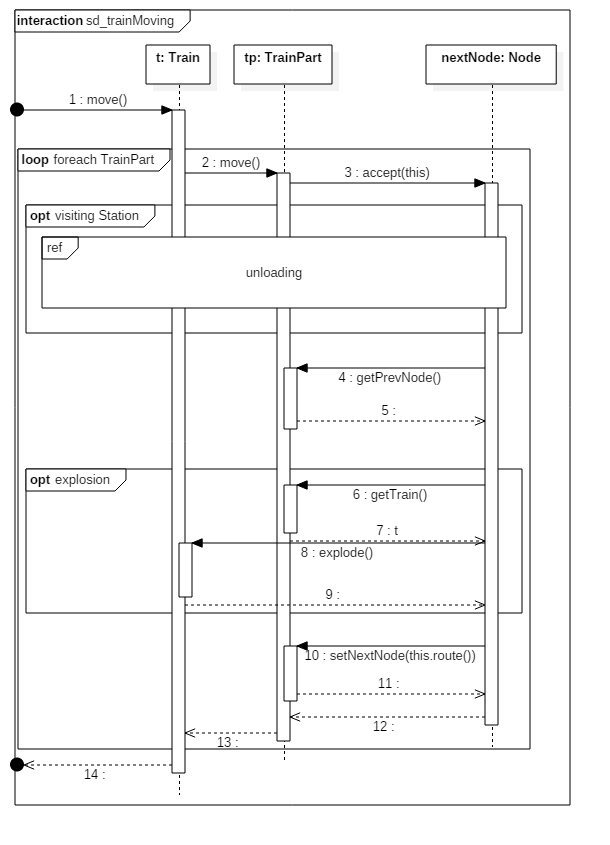 interaction sd_trainMoving
t: Train
tp: TrainPart
nextNode: Node
1 : move()
loop foreach TrainPart
2 : move()
3 : accept(this)
opt visiting Station
ref
unloading
4 : getPrevNode()
5 :
opt explosion
6 : getTrain()
7 : t
8 : explode()
9 :
10 : setNextNode(this.route())
11 :
12 :
13 :
14 :